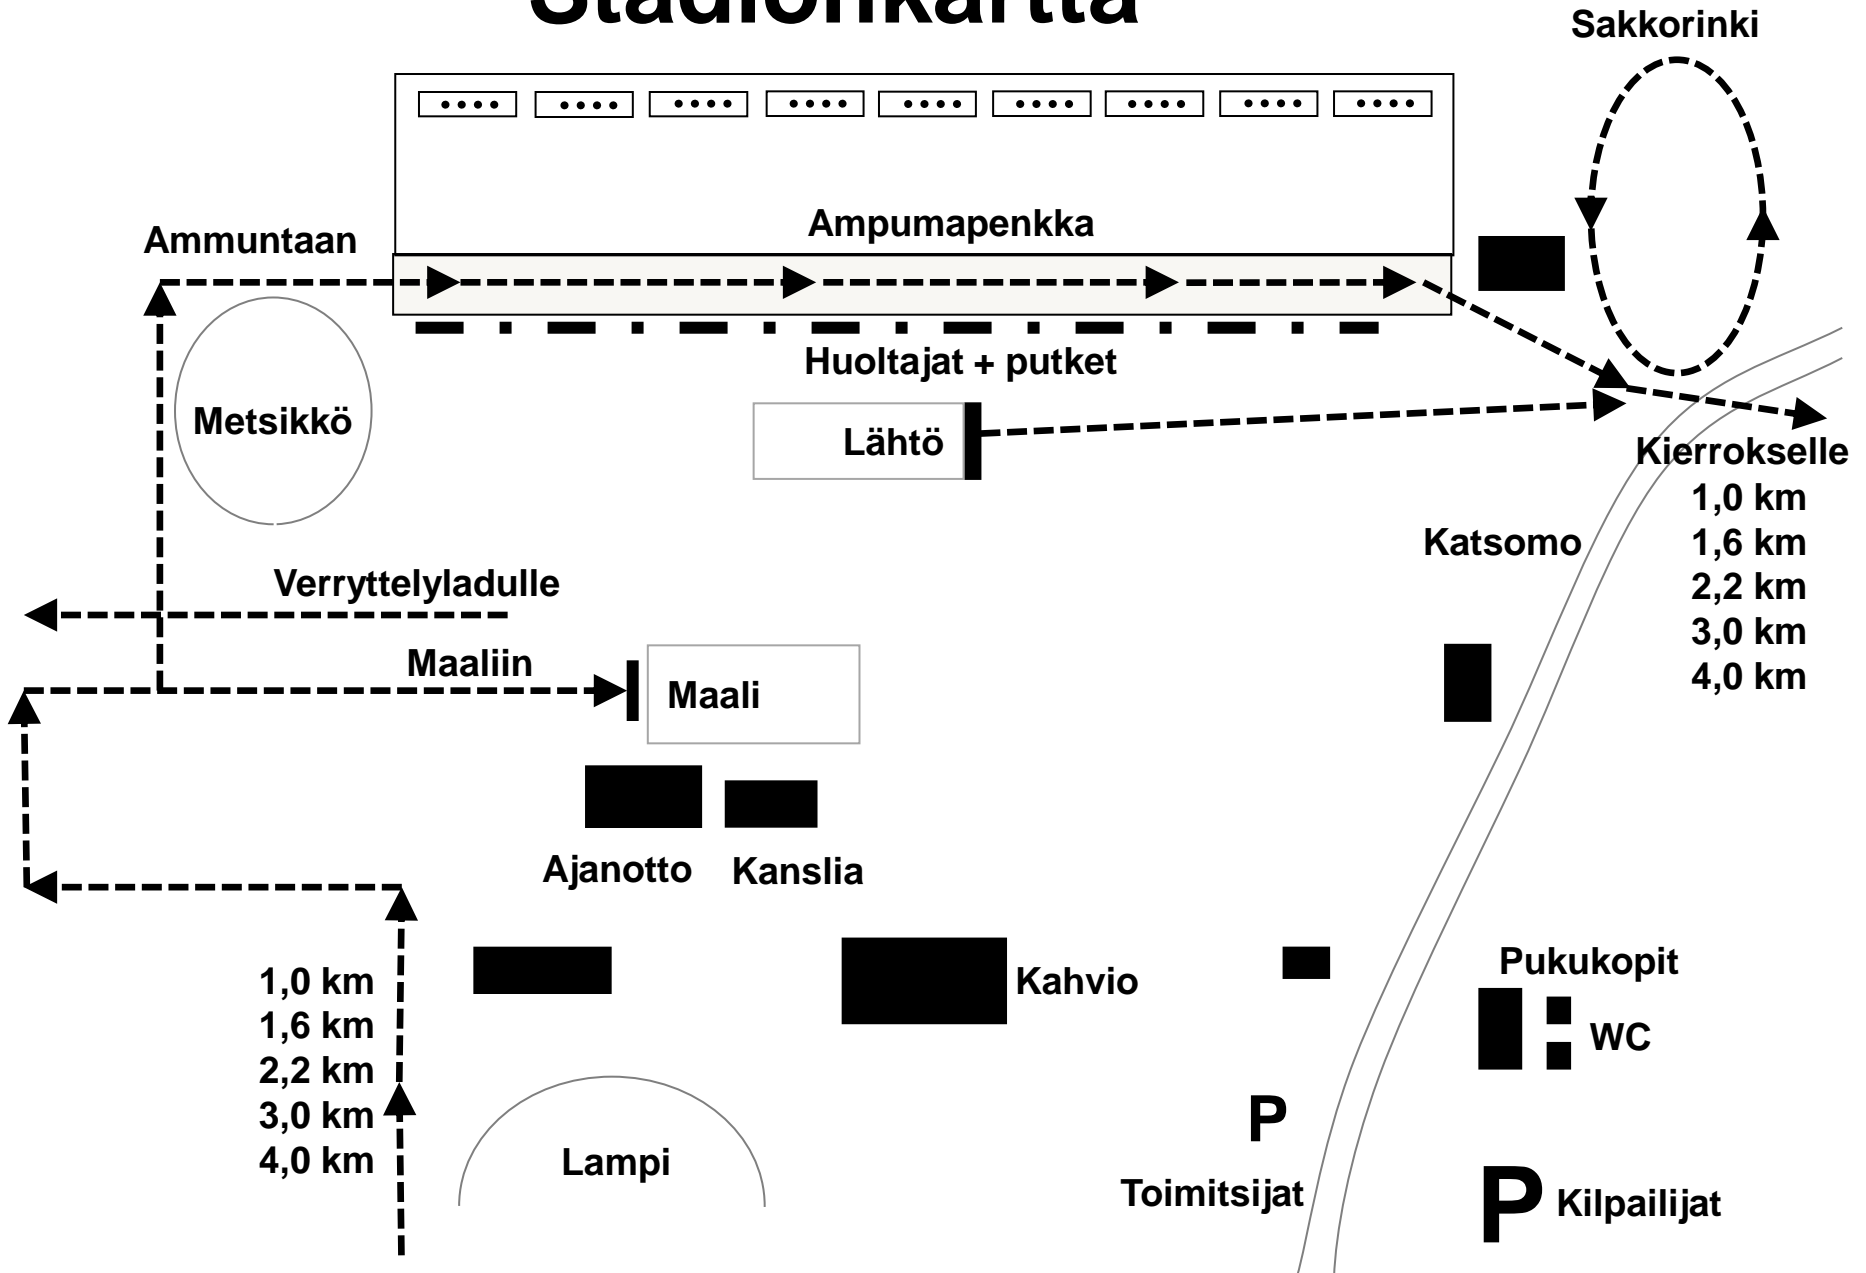 Stadionkartta
Sakkorinki
Ammuntaan
Ampumapenkka
Huoltajat + putket
Metsikkö
Lähtö
Kierrokselle
1,0 km
1,6 km
2,2 km
3,0 km
4,0 km
Katsomo
Verryttelyladulle
Maaliin
Maali
Ajanotto
Kanslia
1,0 km
1,6 km
2,2 km
3,0 km
4,0 km
Kahvio
Pukukopit
WC
Lampi
P
Toimitsijat
P Kilpailijat